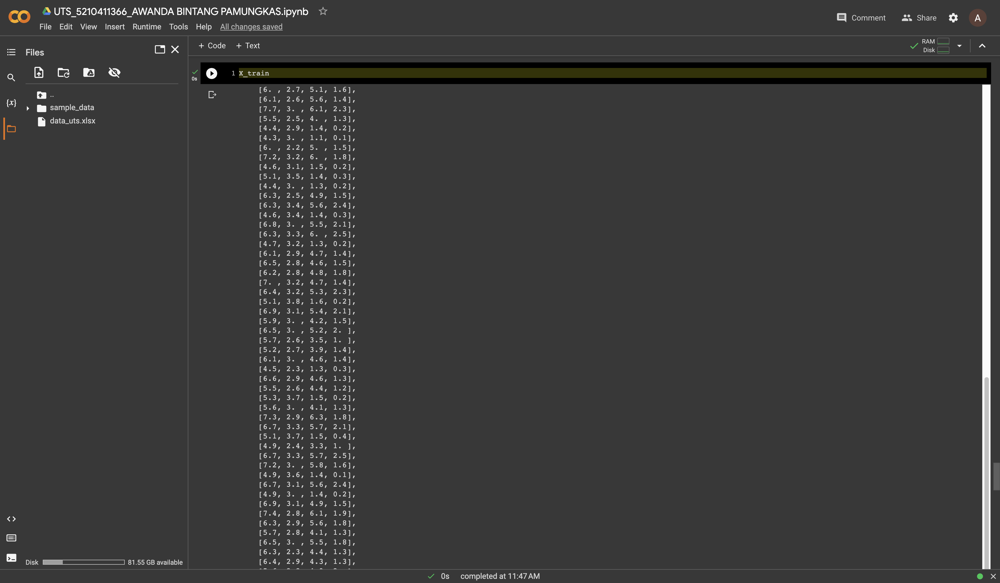 UTS_5210411366_AWANDA BINTANG PAMUNGKAS.ipynb
File Edit View Insert Runtime Tools Help All changes saved
Comment Share A
Files
+ Code + Text
RAM
Disk
..
sample_data
data_uts.xlsx
{x}
0s
1 X_train
[6. , 2.7, 5.1, 1.6],
[6.1, 2.6, 5.6, 1.4],
[7.7, 3. , 6.1, 2.3],
[5.5, 2.5, 4. , 1.3],
[4.4, 2.9, 1.4, 0.2],
[4.3, 3. , 1.1, 0.1],
[6. , 2.2, 5. , 1.5],
[7.2, 3.2, 6. , 1.8],
[4.6, 3.1, 1.5, 0.2],
[5.1, 3.5, 1.4, 0.3],
[4.4, 3. , 1.3, 0.2],
[6.3, 2.5, 4.9, 1.5],
[6.3, 3.4, 5.6, 2.4],
[4.6, 3.4, 1.4, 0.3],
[6.8, 3. , 5.5, 2.1],
[6.3, 3.3, 6. , 2.5],
[4.7, 3.2, 1.3, 0.2],
[6.1, 2.9, 4.7, 1.4],
[6.5, 2.8, 4.6, 1.5],
[6.2, 2.8, 4.8, 1.8],
[7. , 3.2, 4.7, 1.4],
[6.4, 3.2, 5.3, 2.3],
[5.1, 3.8, 1.6, 0.2],
[6.9, 3.1, 5.4, 2.1],
[5.9, 3. , 4.2, 1.5],
[6.5, 3. , 5.2, 2. ],
[5.7, 2.6, 3.5, 1. ],
[5.2, 2.7, 3.9, 1.4],
[6.1, 3. , 4.6, 1.4],
[4.5, 2.3, 1.3, 0.3],
[6.6, 2.9, 4.6, 1.3],
[5.5, 2.6, 4.4, 1.2],
[5.3, 3.7, 1.5, 0.2],
[5.6, 3. , 4.1, 1.3],
[7.3, 2.9, 6.3, 1.8],
[6.7, 3.3, 5.7, 2.1],
[5.1, 3.7, 1.5, 0.4],
[4.9, 2.4, 3.3, 1. ],
[6.7, 3.3, 5.7, 2.5],
[7.2, 3. , 5.8, 1.6],
[4.9, 3.6, 1.4, 0.1],
[6.7, 3.1, 5.6, 2.4],
[4.9, 3. , 1.4, 0.2],
[6.9, 3.1, 4.9, 1.5],
[7.4, 2.8, 6.1, 1.9],
[6.3, 2.9, 5.6, 1.8],
[5.7, 2.8, 4.1, 1.3],
[6.5, 3. , 5.5, 1.8],
[6.3, 2.3, 4.4, 1.3],
[6.4, 2.9, 4.3, 1.3],
Disk 81.55 GB available
0s completed at 11:47 AM